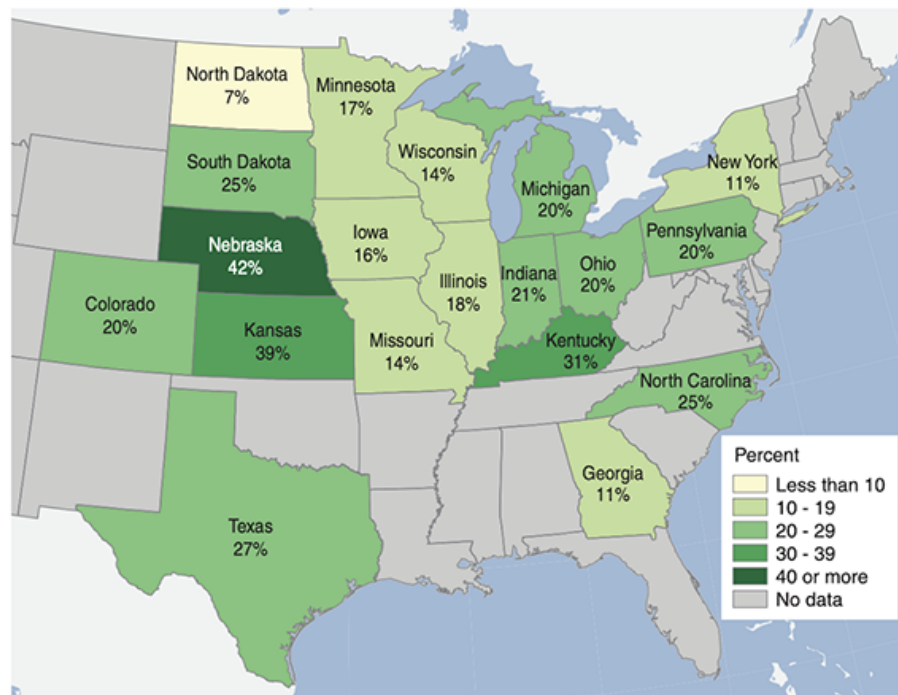 North Dakota
7%
Minnesota
17%
Wisconsin
14%
New York
11%
South Dakota
25%
Michigan
20%
Pennsylvania
20%
Nebraska
42%
Iowa
16%
Illinois
18%
Indiana
21%
Ohio
20%
Colorado
20%
Kansas
39%
Missouri
14%
Kentucky
31%
North Carolina
25%
Georgia
11%
Texas
27%
Percent
Less than 10
10 - 19
20 - 29
30 - 39
40 or more
No data